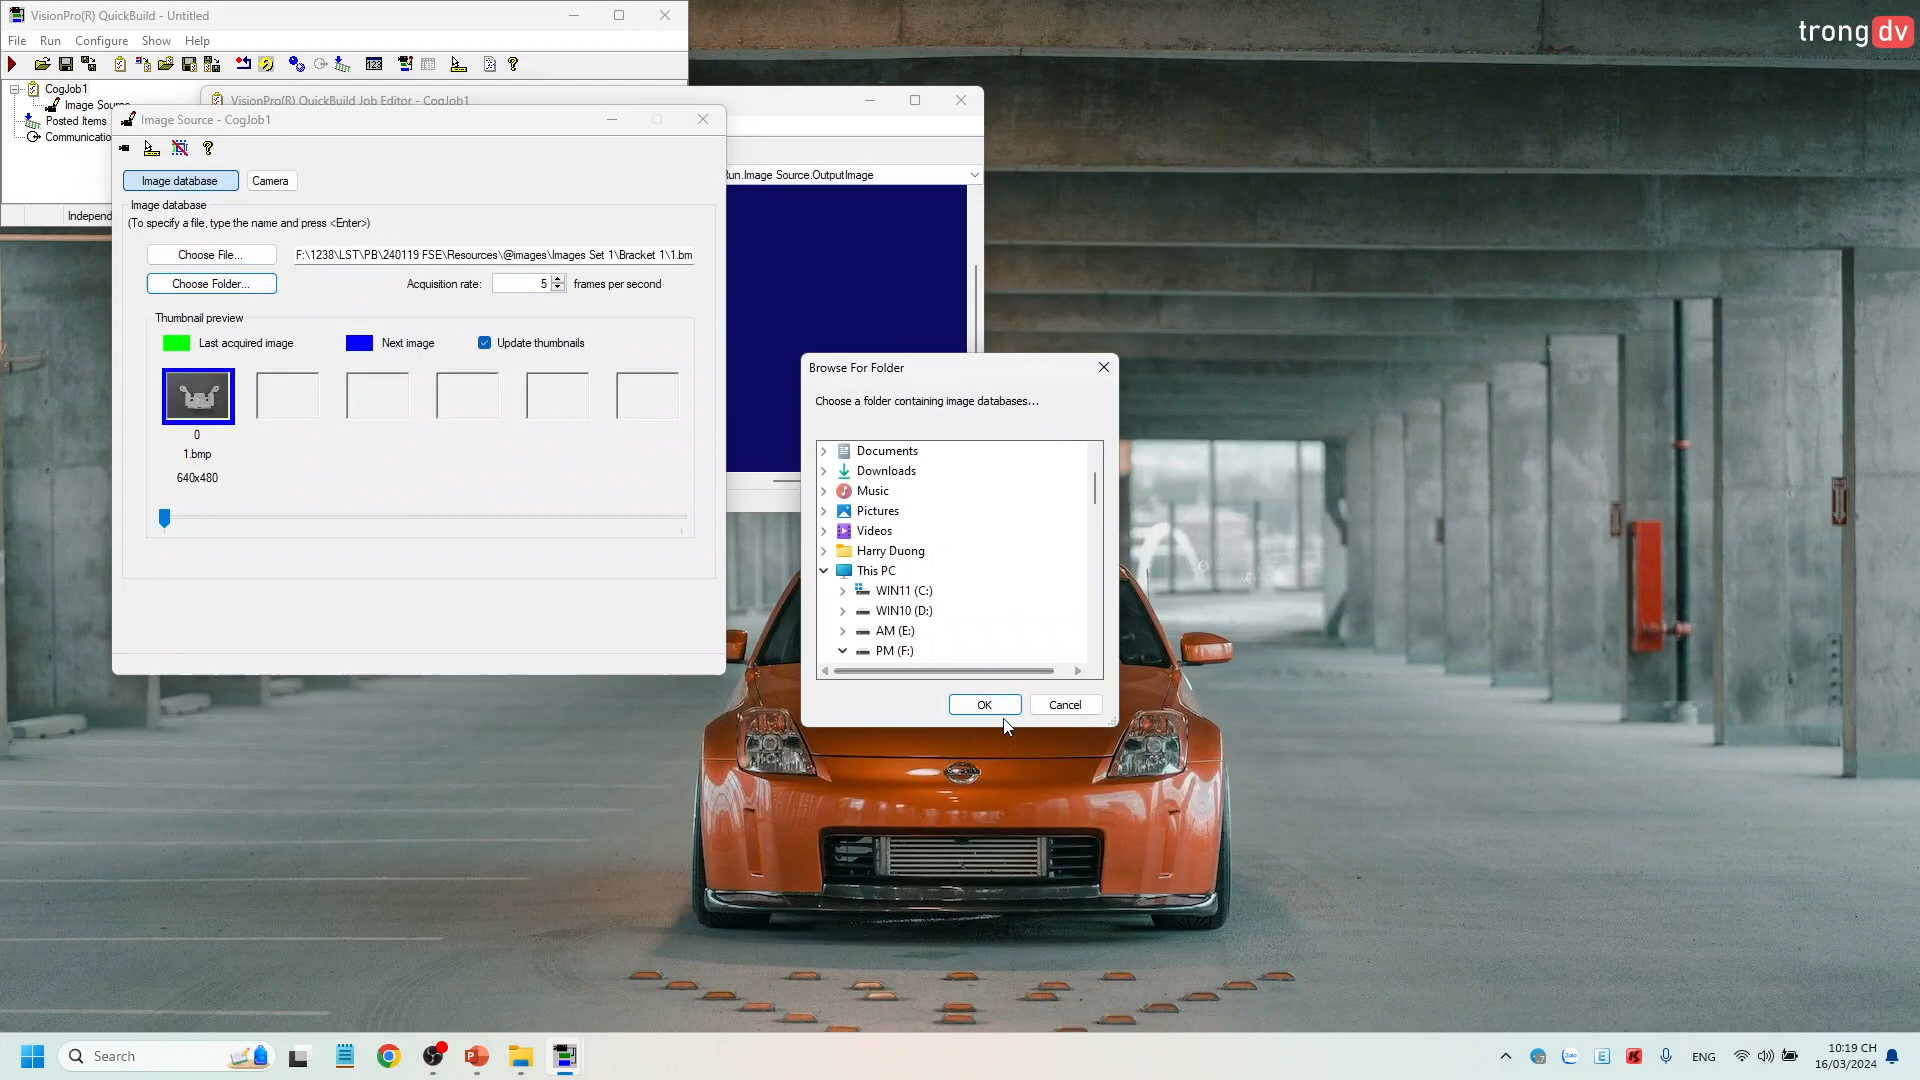 VisionPro(R) QuickBuild - Untitled
File Run Configure Show Help
CogJob1
Image Source
Posted Items
Independ
VisionPro(R) QuickBuild Job Editor - CogJob1
Run.Image Source.OutputImage
Image Source - CogJob1
Image database
Camera
Image database
(To specify a file, type the name and press <Enter>)
Choose File...
F:\1238\LST\PB\240119 FSE\Resources\@images\Images Set 1\Bracket 1\1.bm
Choose Folder...
Acquisition rate: 5 frames per second
Thumbnail preview
Last acquired image
Next image
Update thumbnails
0
1.bmp
640x480
Browse For Folder
Choose a folder containing image databases...
Documents
Downloads
Music
Pictures
Videos
Harry Duong
This PC
WIN11 (C:)
WIN10 (D:)
AM (E:)
PM (F:)
OK
Cancel
trong dv
Search
Zalo
ENG
10:19 CH
16/03/2024